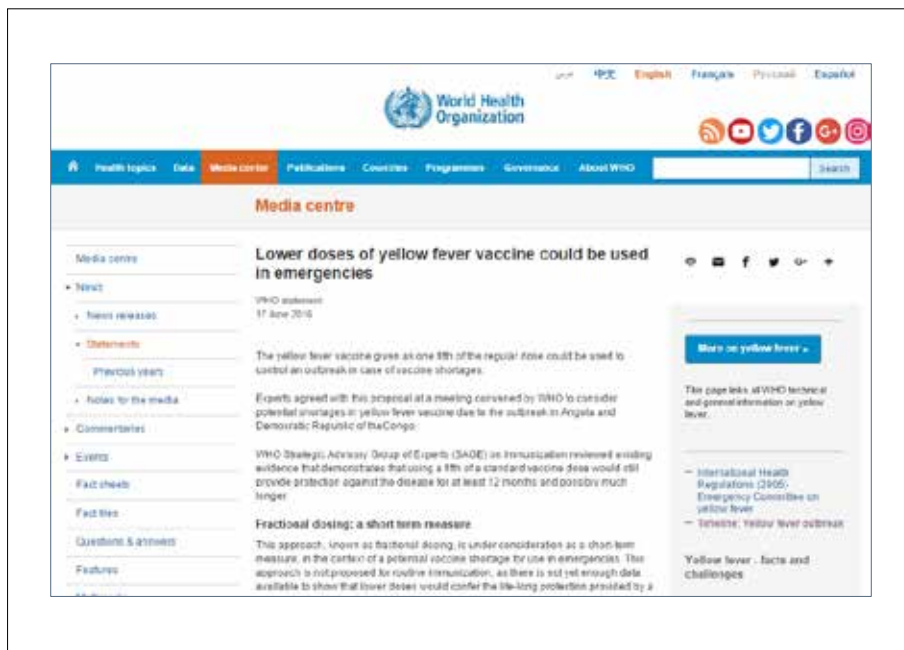 عربي 中文 English Français Русский Español
World Health
Organization
Health topics Data Media centre Publications Countries Programmes Governance About WHO Search
Media centre
Media centre
News
News releases
Statements
Previous years
Notes for the media
Commentaries
Events
Fact sheets
Fact files
Questions & answers
Features
Lower doses of yellow fever vaccine could be used
in emergencies
WHO statement
17 June 2016
The yellow fever vaccine given as one fifth of the regular dose could be used to
control an outbreak in case of vaccine shortages.
Experts agreed with this proposal at a meeting convened by WHO to consider
potential shortages in yellow fever vaccine due to the outbreak in Angola and
Democratic Republic of the Congo.
WHO Strategic Advisory Group of Experts (SAGE) on Immunization reviewed existing
evidence that demonstrates that using a fifth of a standard vaccine dose would still
provide protection against the disease for at least 12 months and possibly much
longer.
Fractional dosing: a short term measure
This approach, known as fractional dosing, is under consideration as a short-term
measure, in the context of a potential vaccine shortage for use in emergencies. This
approach is not proposed for routine immunization, as there is not yet enough data
available to show that lower doses would confer the life-long protection provided by a
More on yellow fever »
This page links all WHO technical
and general information on yellow
fever.
International Health
Regulations (2005)
Emergency Committee on
yellow fever
Timeline: Yellow fever outbreak
Yellow fever - facts and
challenges